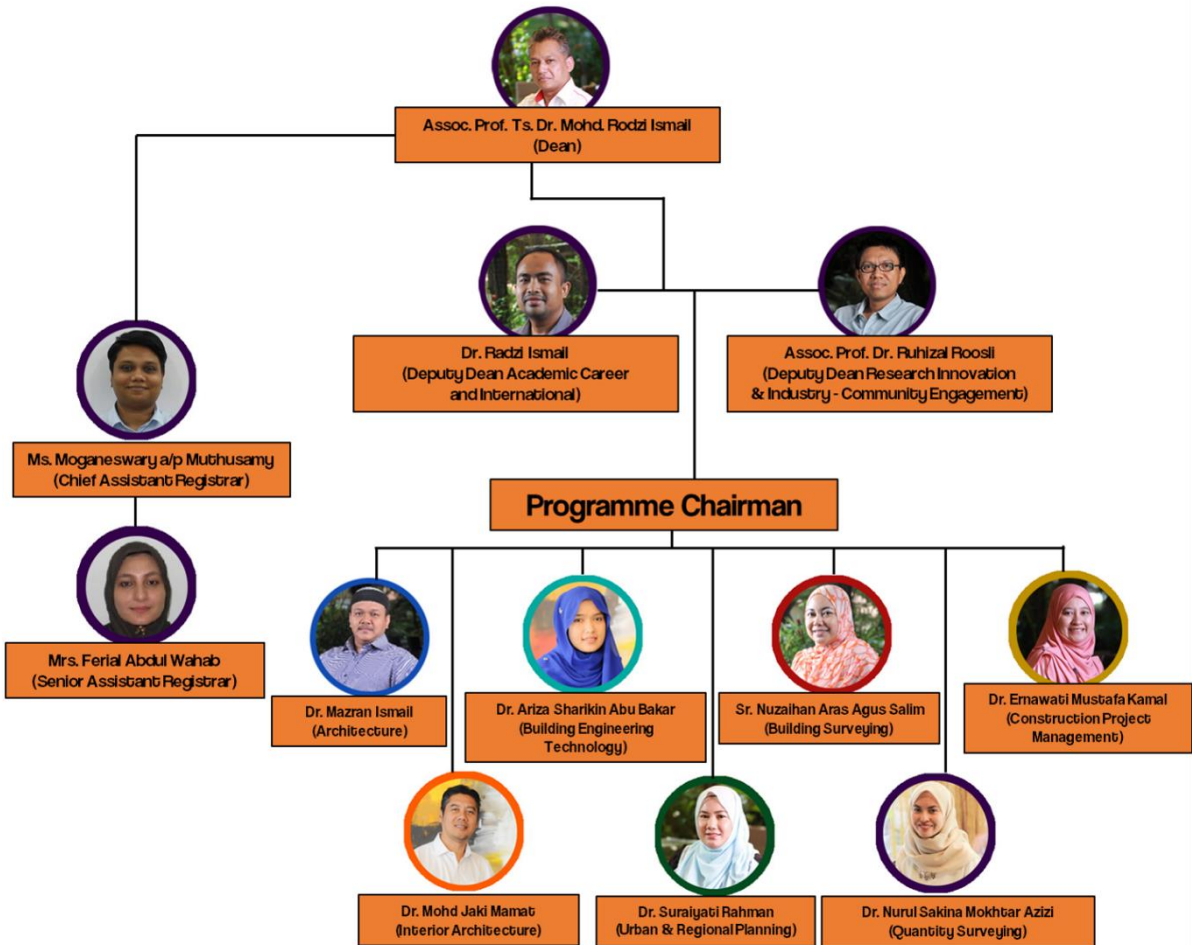 Assoc. Prof. Ts. Dr. Mohd. Rodzi Ismail
(Dean)
Dr. Radzi Ismail
(Deputy Dean Academic Career
and International)
Assoc. Prof. Dr. Ruhizal Roosli
(Deputy Dean Research Innovation
& Industry - Community Engagement)
Ms. Moganeswary a/p Muthusamy
(Chief Assistant Registrar)
Mrs. Ferial Abdul Wahab
(Senior Assistant Registrar)
Programme Chairman
Dr. Mazran Ismail
(Architecture)
Dr. Ariza Sharikin Abu Bakar
(Building Engineering
Technology)
Sr. Nuzaihan Aras Agus Salim
(Building Surveying)
Dr. Ernawati Mustafa Kamal
(Construction Project
Management)
Dr. Mohd Jaki Mamat
(Interior Architecture)
Dr. Suraiyati Rahman
(Urban & Regional Planning)
Dr. Nurul Sakina Mokhtar Azizi
(Quantity Surveying)